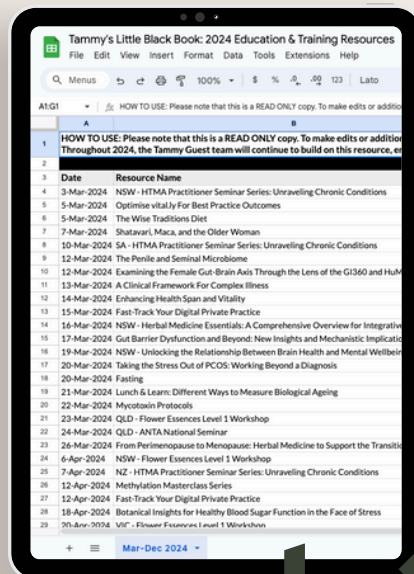 Tammy's Little Black Book: 2024 Education & Training Resources
File Edit View Insert Format Data Tools Extensions Help
Menus 100% $ % .0 .00 123 Lato
A1:G1 fx HOW TO USE: Please note that this is a READ ONLY copy. To make edits or additio
A B
1 HOW TO USE: Please note that this is a READ ONLY copy. To make edits or addition
Throughout 2024, the Tammy Guest team will continue to build on this resource, en
2
3 Date Resource Name
4 3-Mar-2024 NSW - HTMA Practitioner Seminar Series: Unraveling Chronic Conditions
5 5-Mar-2024 Optimise vital.ly For Best Practice Outcomes
6 5-Mar-2024 The Wise Traditions Diet
7 7-Mar-2024 Shatavari, Maca, and the Older Woman
8 10-Mar-2024 SA - HTMA Practitioner Seminar Series: Unraveling Chronic Conditions
9 12-Mar-2024 The Penile and Seminal Microbiome
10 12-Mar-2024 Examining the Female Gut-Brain Axis Through the Lens of the GI360 and HuM
11 13-Mar-2024 A Clinical Framework For Complex Illness
12 14-Mar-2024 Enhancing Health Span and Vitality
13 15-Mar-2024 Fast-Track Your Digital Private Practice
14 16-Mar-2024 NSW - Herbal Medicine Essentials: A Comprehensive Overview for Integrative
15 17-Mar-2024 Gut Barrier Dysfunction and Beyond: New Insights and Mechanistic Implicatio
16 19-Mar-2024 NSW - Unlocking the Relationship Between Brain Health and Mental Wellbein
17 20-Mar-2024 Taking the Stress Out of PCOS: Working Beyond a Diagnosis
18 20-Mar-2024 Fasting
19 21-Mar-2024 Lunch & Learn: Different Ways to Measure Biological Ageing
20 22-Mar-2024 Mycotoxin Protocols
21 23-Mar-2024 QLD - Flower Essences Level 1 Workshop
22 24-Mar-2024 QLD - ANTA National Seminar
23 26-Mar-2024 From Perimenopause to Menopause: Herbal Medicine to Support the Transitio
24 6-Apr-2024 NSW - Flower Essences Level 1 Workshop
25 7-Apr-2024 NZ - HTMA Practitioner Seminar Series: Unraveling Chronic Conditions
26 12-Apr-2024 Methylation Masterclass Series
27 12-Apr-2024 Fast-Track Your Digital Private Practice
28 18-Apr-2024 Botanical Insights for Healthy Blood Sugar Function in the Face of Stress
29 20-Apr-2024 VIC - Flower Essences Level 1 Workshop
Mar-Dec 2024